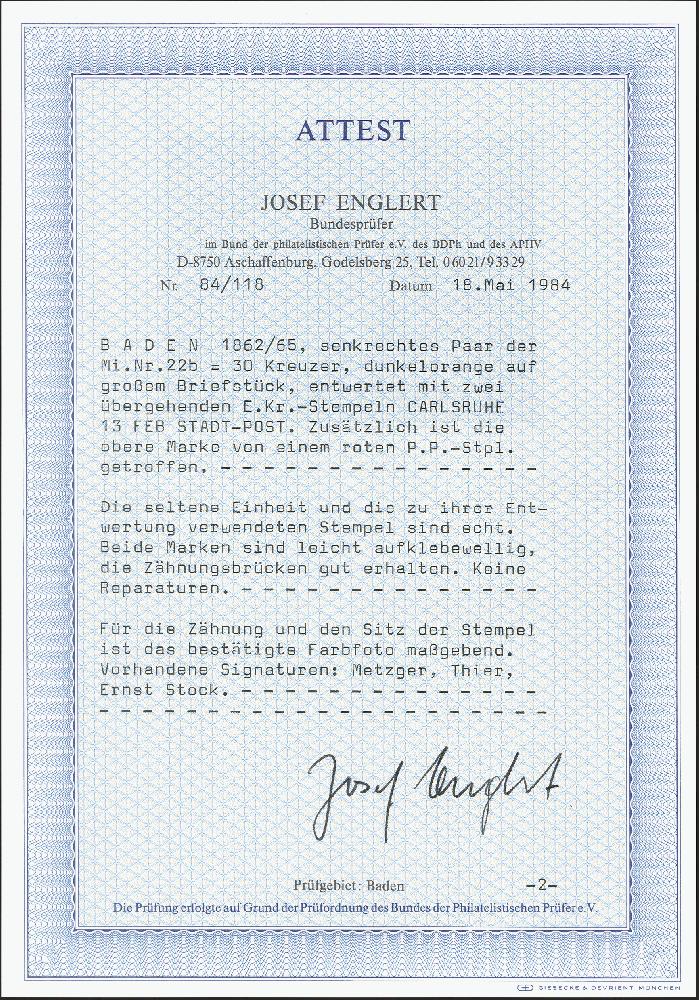 ATTEST
JOSEF ENGLERT
Bundesprüfer
im Bund der philatelistischen Prüfer e.V. des BDPh und des APHV
D-8750 Aschaffenburg, Godelsberg 25, Tel. 06021/93329
Nr. 84/118 Datum 18.Mai 1984
B A D E N 1862/65, senkrechtes Paar der
Mi.Nr.22b = 30 Kreuzer, dunkelorange auf
großem Briefstück, entwertet mit zwei
übergehenden E.Kr.-Stempeln CARLSRUHE
13 FEB STADT-POST. Zusätzlich ist die
obere Marke von einem roten P.P.-Stpl.
getroffen. - - - - - - - - - - - - - - -
Die seltene Einheit und die zu ihrer Ent-
wertung verwendeten Stempel sind echt.
Beide Marken sind leicht aufklebewellig,
die Zähnungsbrücken gut erhalten. Keine
Reparaturen. - - - - - - - - - - - - - -
Für die Zähnung und den Sitz der Stempel
ist das bestätigte Farbfoto maßgebend.
Vorhandene Signaturen: Metzger, Thier,
Ernst Stock. - - - - - - - - - - - - - -
- - - - - - - - - - - - - - - - - - - - -
Josef Englert
Prüfgebiet: Baden -2-
Die Prüfung erfolgte auf Grund der Prüfordnung des Bundes der Philatelistischen Prüfer e.V.
GIESECKE & DEVRIENT MÜNCHEN